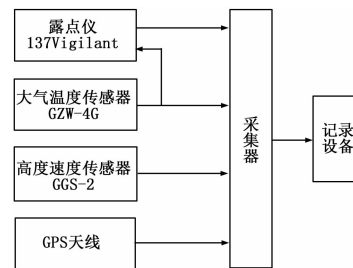 露点仪
137Vigilant
大气温度传感器
GZW-4G
高度速度传感器
GGS-2
GPS天线
采集器
记录
设备